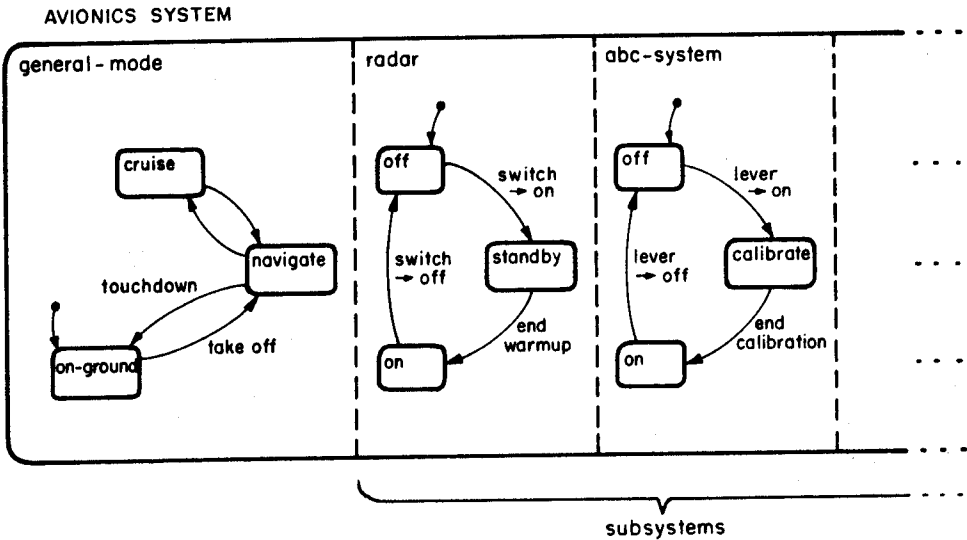 AVIONICS SYSTEM
general-mode
cruise
navigate
touchdown
take off
on-ground
radar
off
switch
→ on
standby
switch
→ off
end
warmup
on
abc-system
off
lever
→ on
calibrate
lever
→ off
end
calibration
on
subsystems